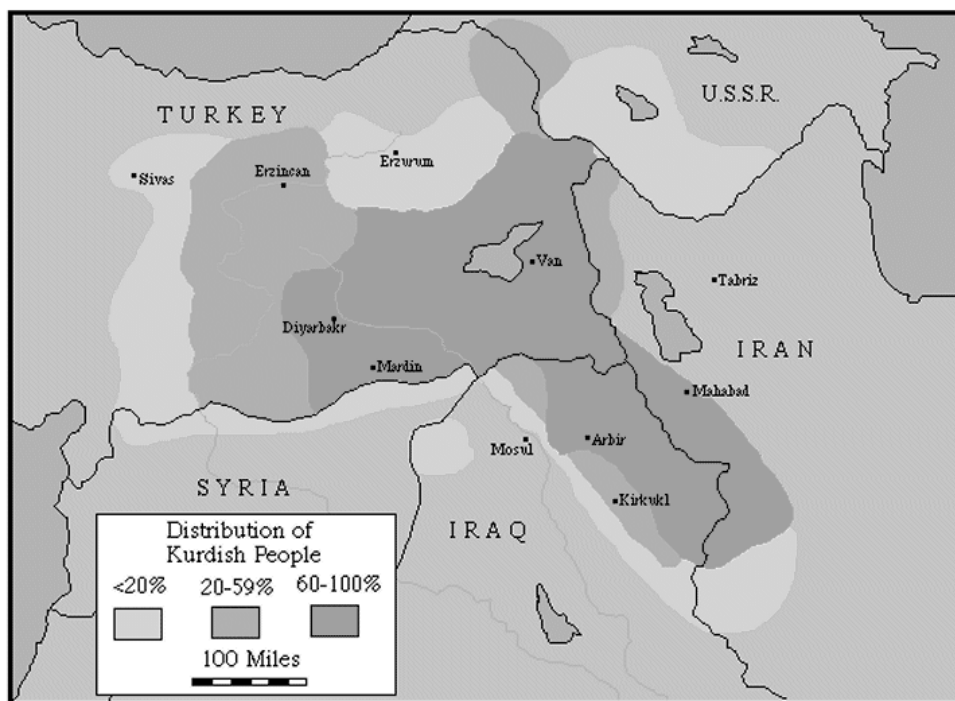 U.S.S.R.
TURKEY
Erzurum
Sivas
Erzincan
Van
Tabriz
Diyarbakr
IRAN
Mardin
Mahabad
Mosul
Arbir
SYRIA
Kirkukl
IRAQ
Distribution of
Kurdish People
<20% 20-59% 60-100%
100 Miles